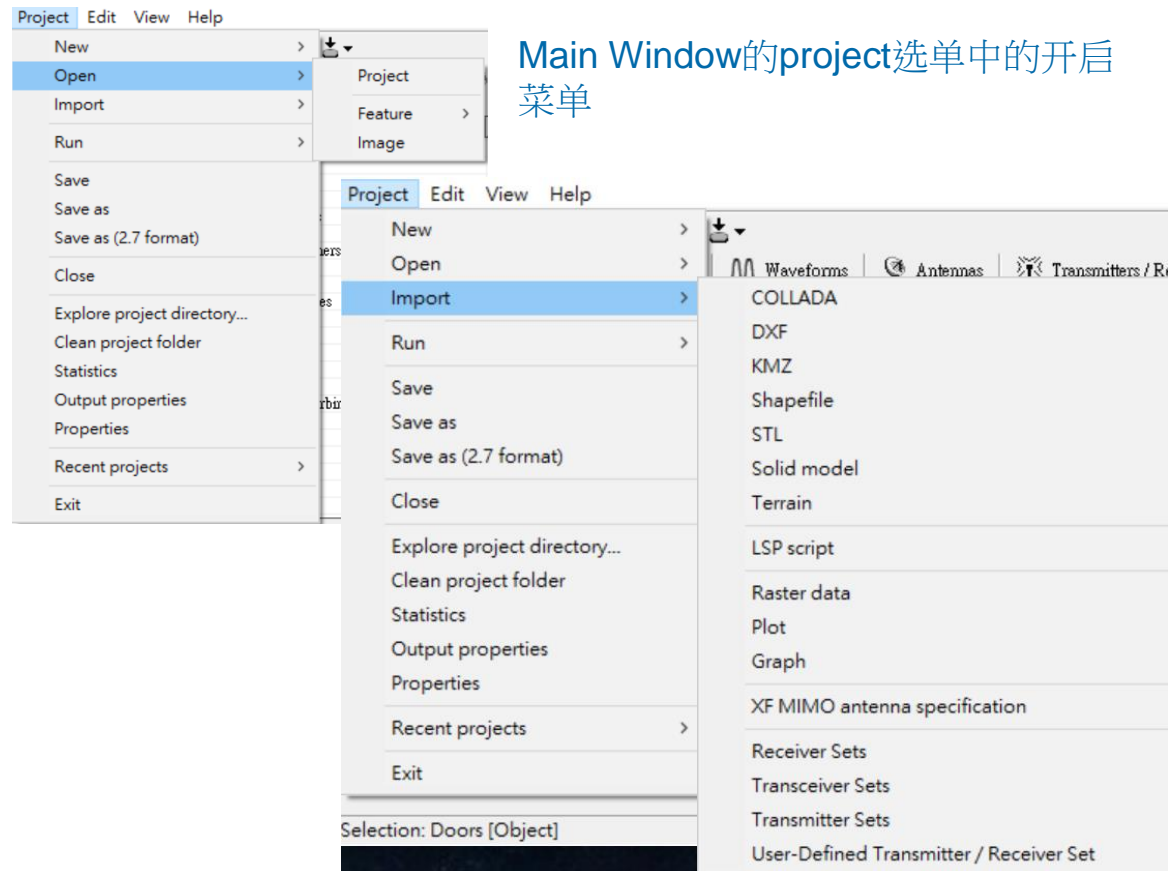 Project Edit View Help
New
Open
Import
Run
Save
Save as
Save as (2.7 format)
Close
Explore project directory...
Clean project folder
Statistics
Output properties
Properties
Recent projects
Exit
Project
Feature
Image
Main Window的project选单中的开启
菜单
Project Edit View Help
New
Open
Import
Run
Save
Save as
Save as (2.7 format)
Close
Explore project directory...
Clean project folder
Statistics
Output properties
Properties
Recent projects
Exit
Selection: Doors [Object]
Waveforms Antennas Transmitters /
COLLADA
DXF
KMZ
Shapefile
STL
Solid model
Terrain
LSP script
Raster data
Plot
Graph
XF MIMO antenna specification
Receiver Sets
Transceiver Sets
Transmitter Sets
User-Defined Transmitter / Receiver Set